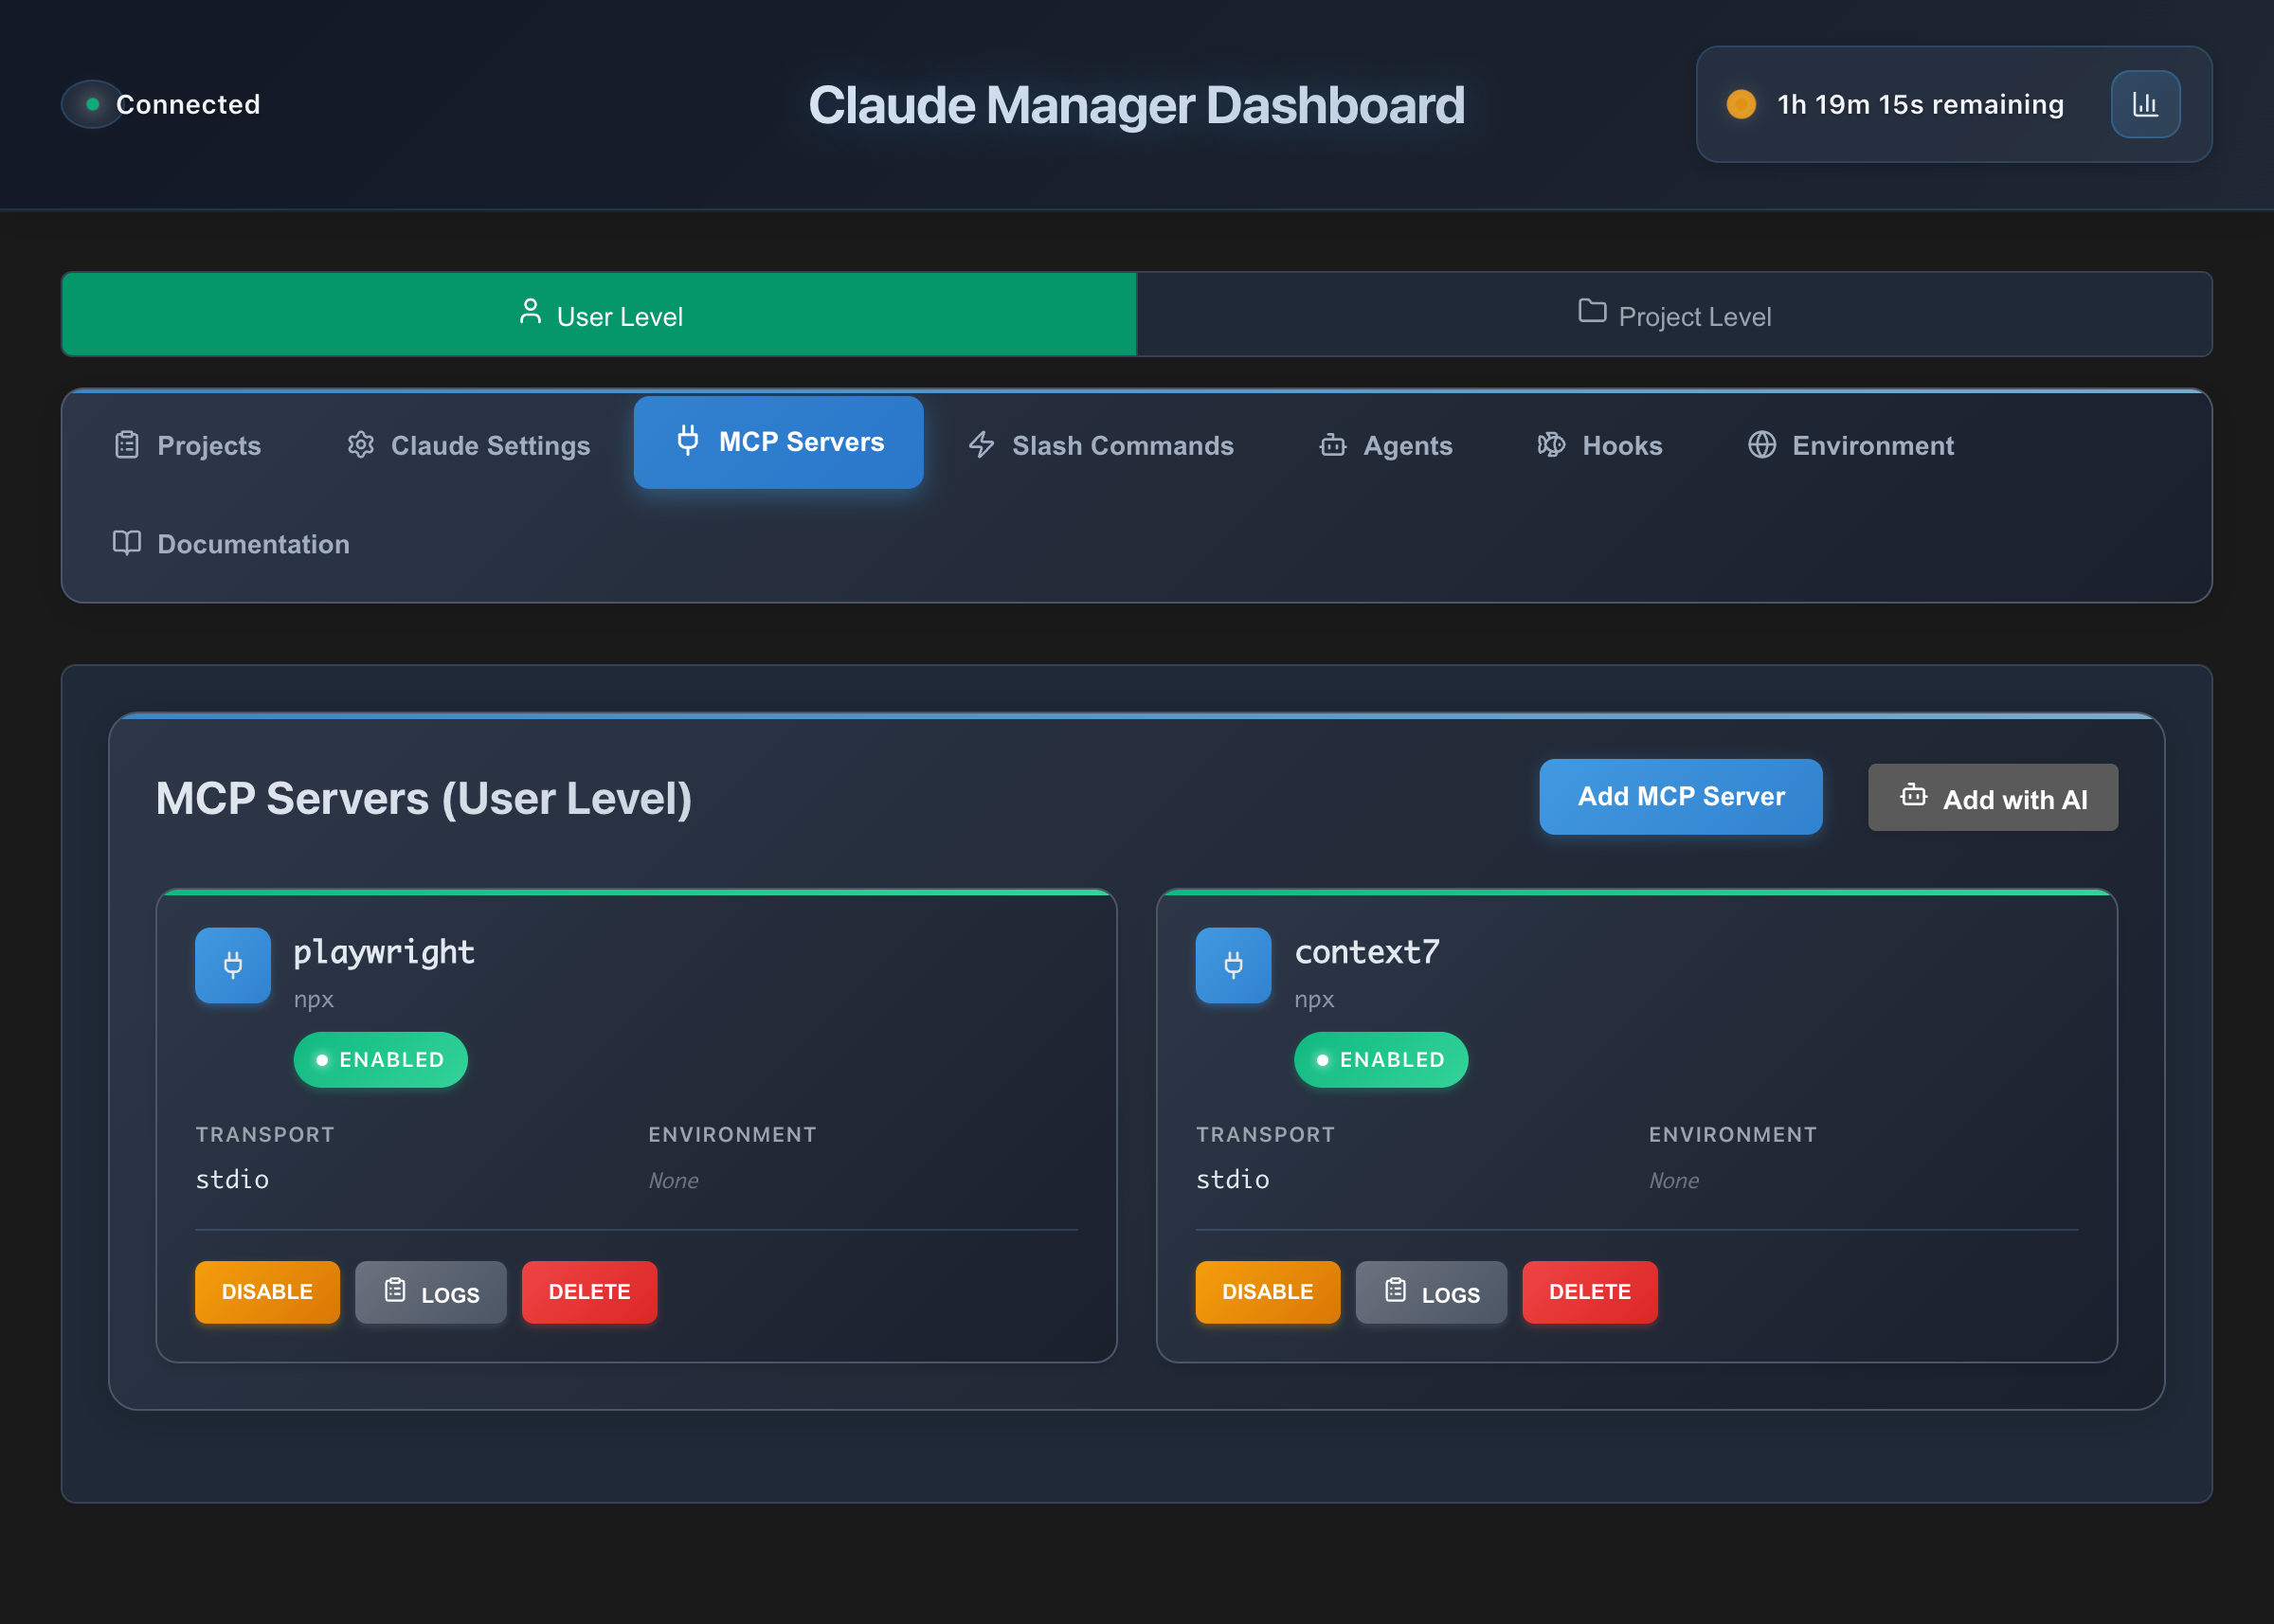 Connected
Claude Manager Dashboard
1h 19m 15s remaining
User Level
Project Level
Projects
Claude Settings
MCP Servers
Slash Commands
Agents
Hooks
Environment
Documentation
MCP Servers (User Level)
Add MCP Server
Add with AI
playwright
npx
ENABLED
TRANSPORT
ENVIRONMENT
stdio
None
DISABLE
LOGS
DELETE
context7
npx
ENABLED
TRANSPORT
ENVIRONMENT
stdio
None
DISABLE
LOGS
DELETE